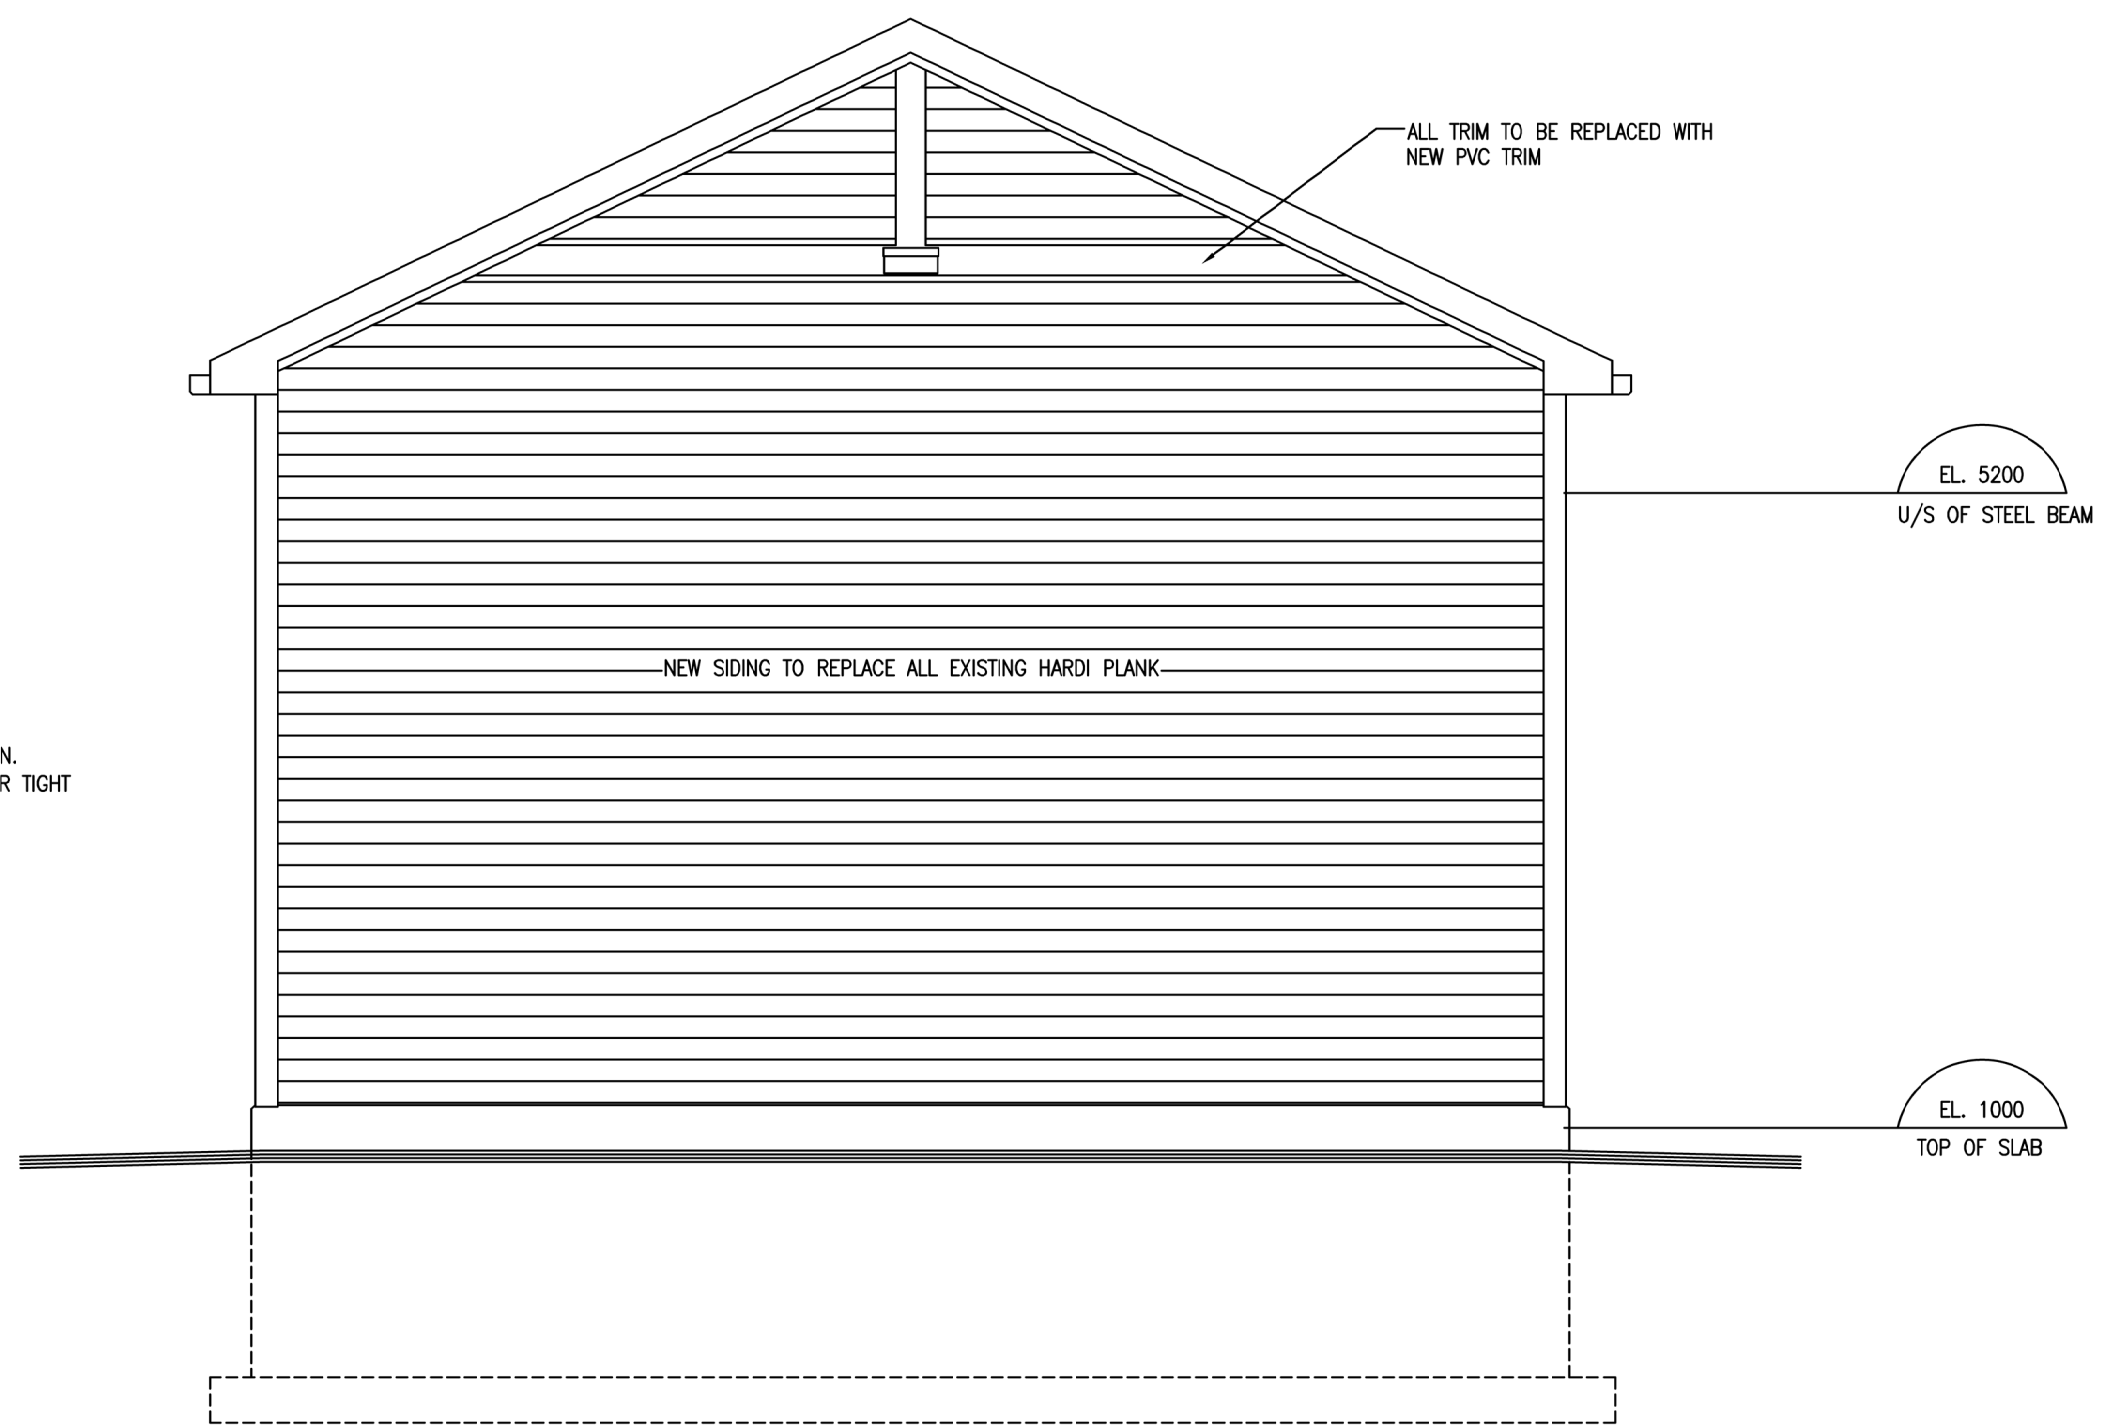 ALL TRIM TO BE REPLACED WITH
NEW PVC TRIM
EL. 5200
U/S OF STEEL BEAM
NEW SIDING TO REPLACE ALL EXISTING HARDI PLANK
N.
R TIGHT
EL. 1000
TOP OF SLAB